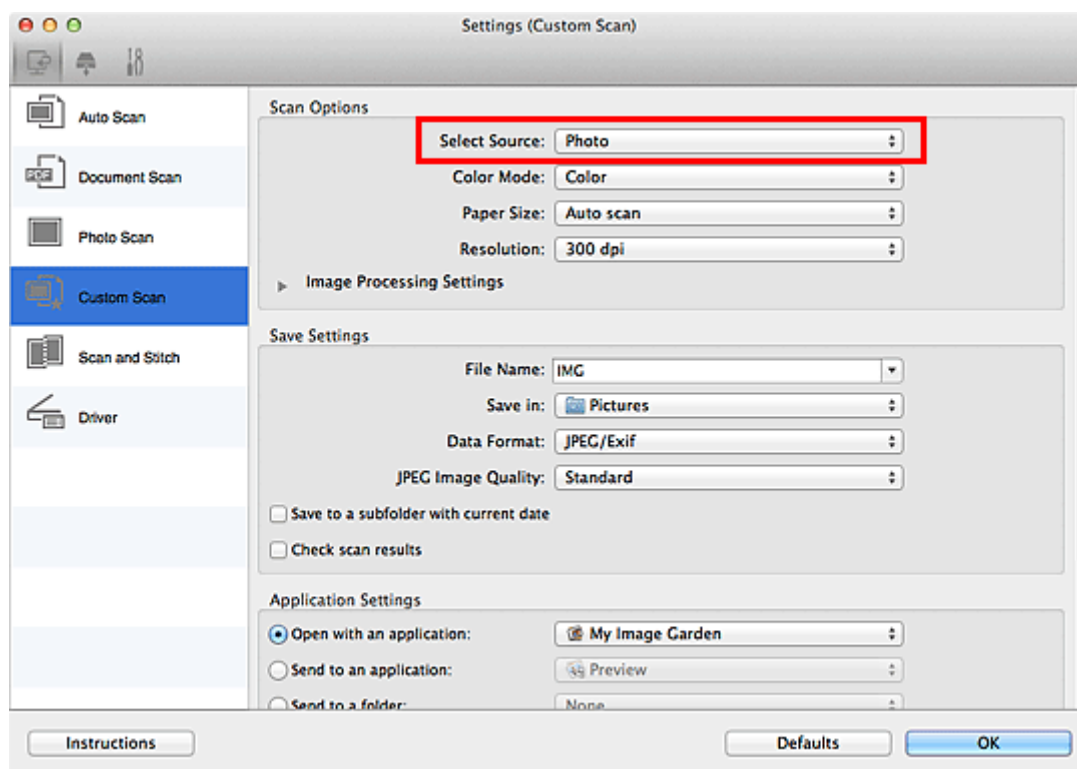 Settings (Custom Scan)
Auto Scan
Document Scan
Photo Scan
Custom Scan
Scan and Stitch
Driver
Scan Options
Select Source: Photo
Color Mode: Color
Paper Size: Auto scan
Resolution: 300 dpi
Image Processing Settings
Save Settings
File Name: IMG
Save in: Pictures
Data Format: JPEG/Exif
JPEG Image Quality: Standard
Save to a subfolder with current date
Check scan results
Application Settings
Open with an application: My Image Garden
Send to an application: Preview
Send to a folder: None
Instructions
Defaults
OK